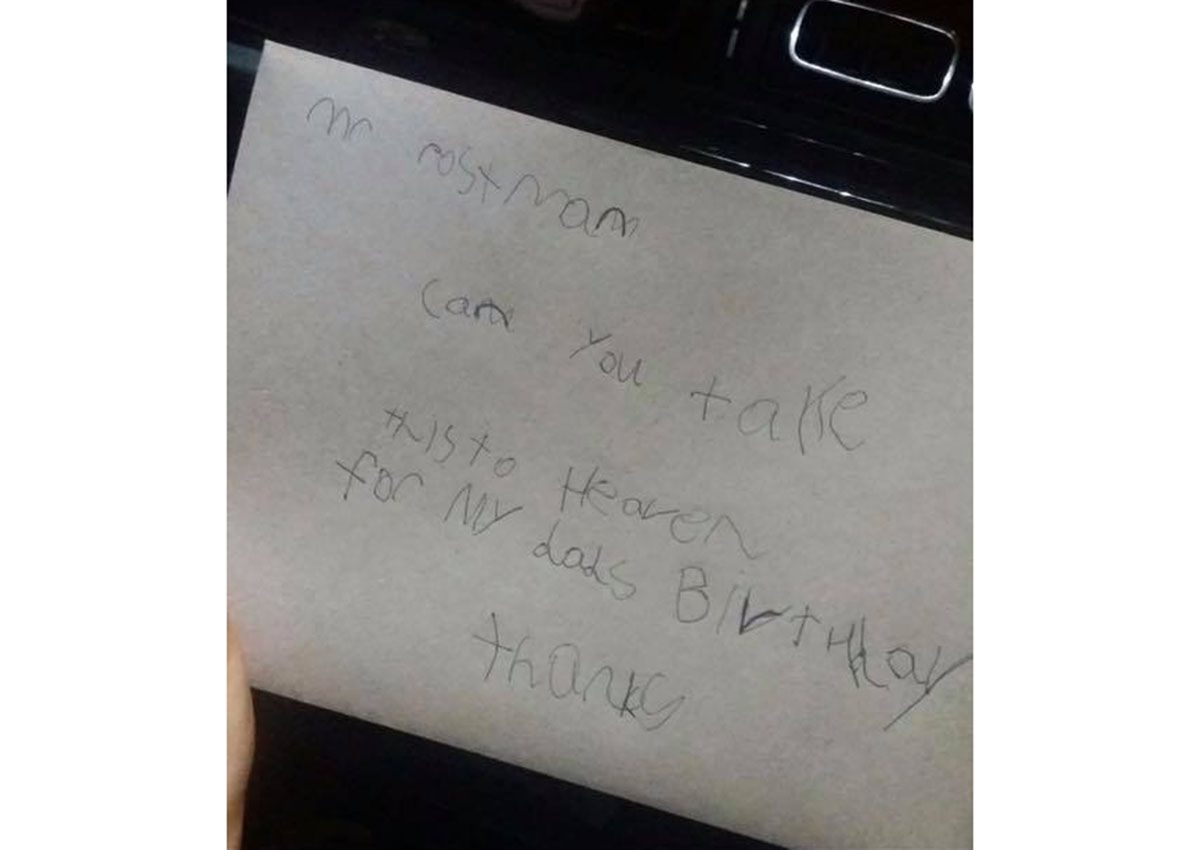 mr Postman
can you take
this to Heaven
for My dads BirthDay
thanks